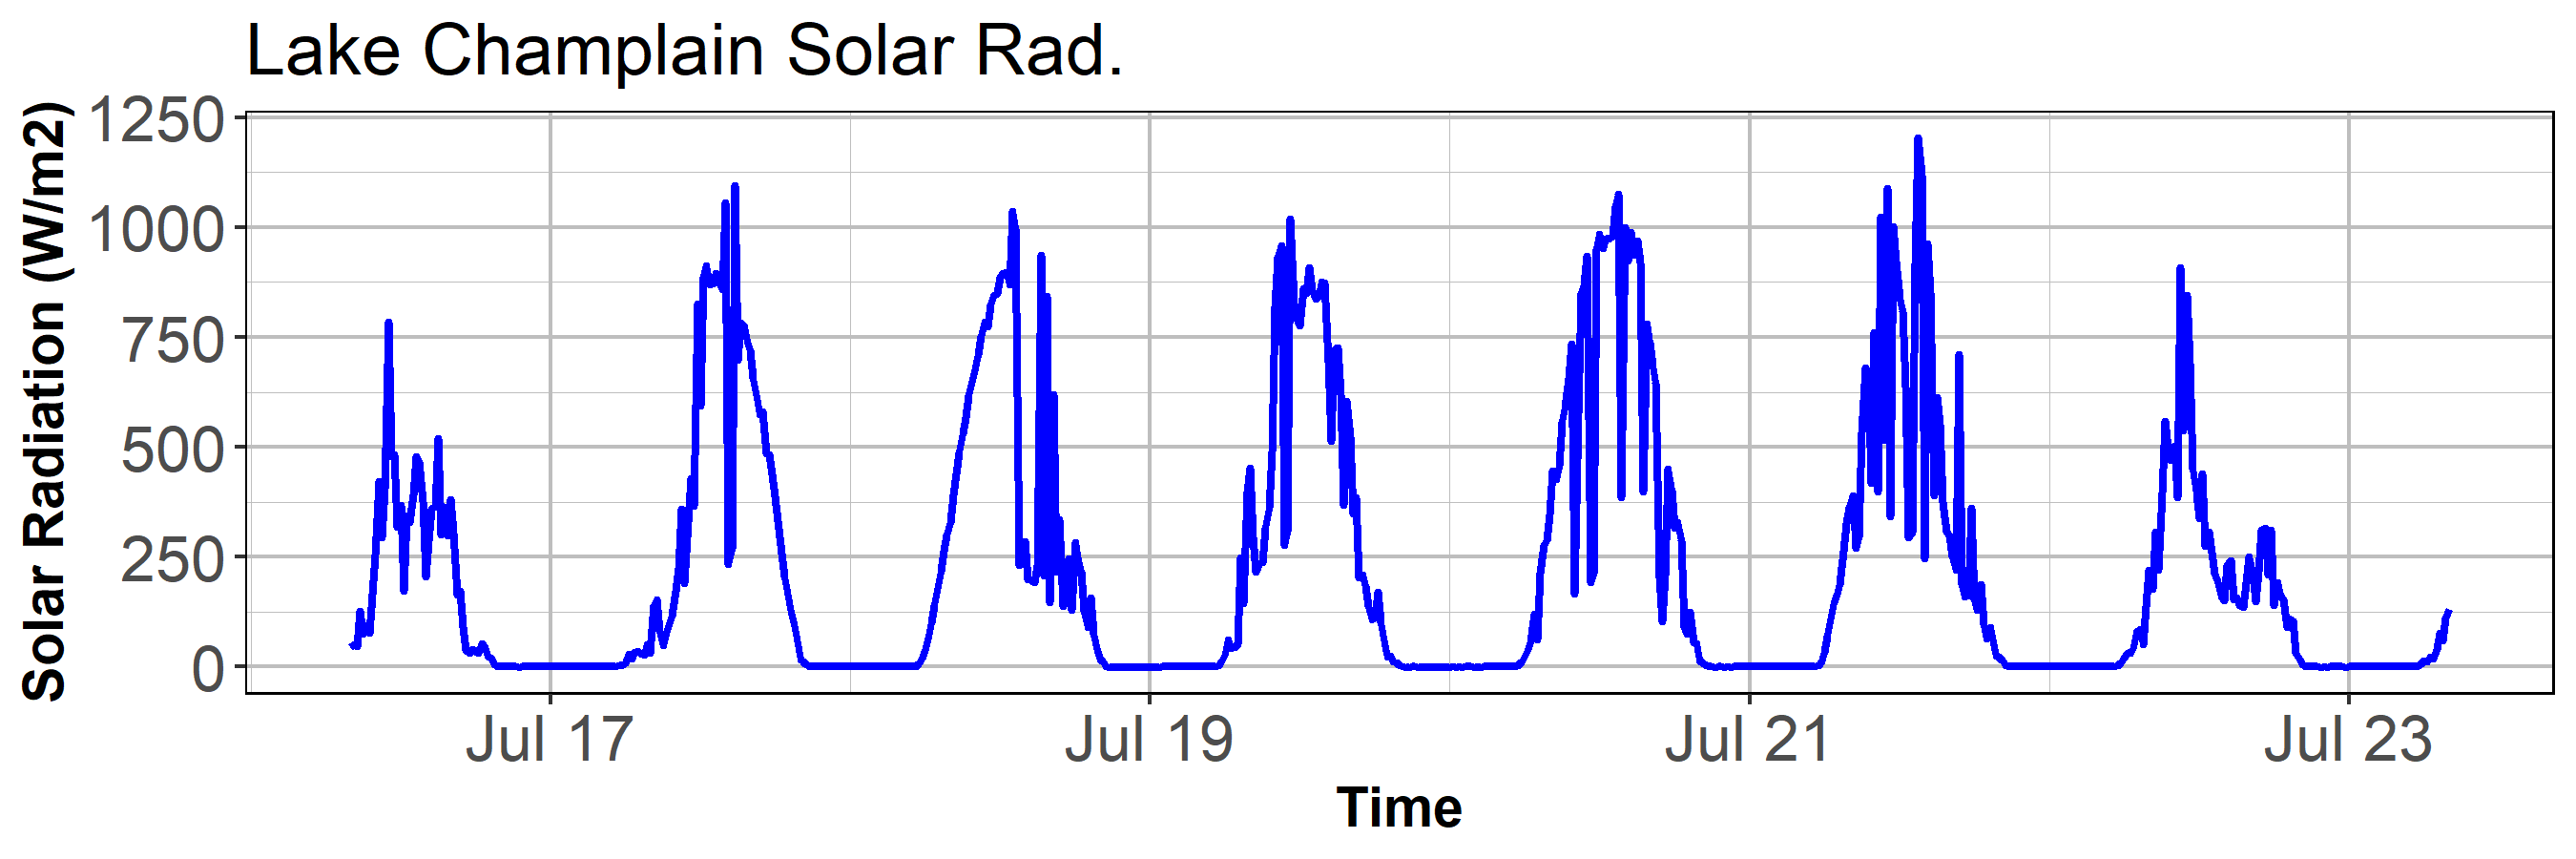 Lake Champlain Solar Rad.
Solar Radiation (W/m2)
1250
1000
750
500
250
0
Jul 17 Jul 19 Jul 21 Jul 23
Time